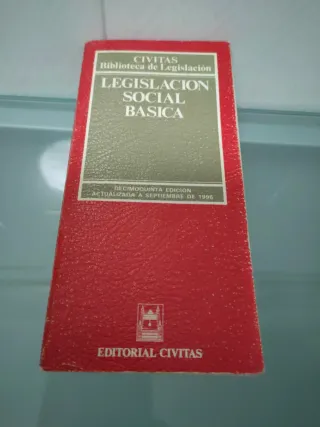 CIVITAS
Biblioteca de Legislación
LEGISLACION
SOCIAL
BASICA
DECIMOQUINTA EDICION
ACTUALIZADA A SEPTIEMBRE DE 1996
EDITORIAL CIVITAS